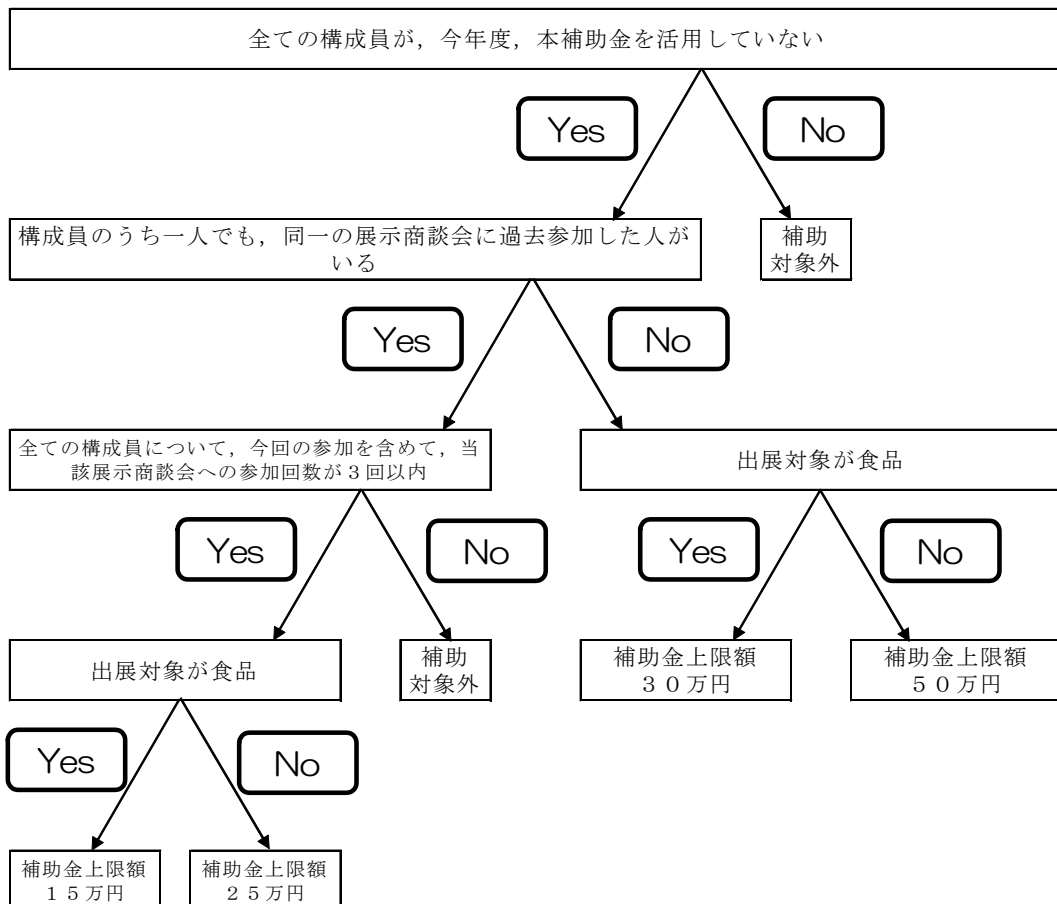 全ての構成員が，今年度，本補助金を活用していない
Yes
No
構成員のうち一人でも，同一の展示商談会に過去参加した人が
いる
補助
対象外
Yes
No
全ての構成員について，今回の参加を含めて，当
該展示商談会への参加回数が３回以内
出展対象が食品
Yes
No
Yes
No
出展対象が食品
補助
対象外
補助金上限額
３０万円
補助金上限額
５０万円
Yes
No
補助金上限額
１５万円
補助金上限額
２５万円